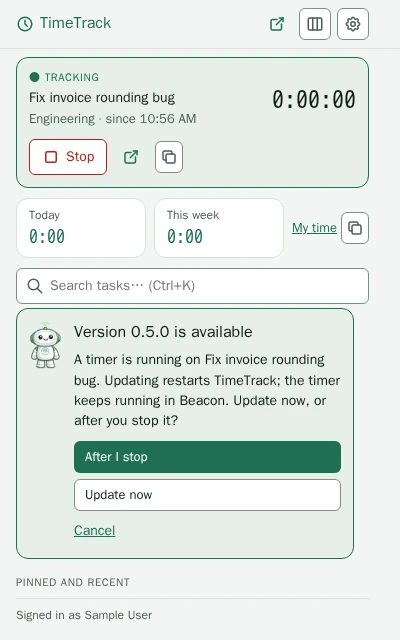 TimeTrack
TRACKING
Fix invoice rounding bug
0:00:00
Engineering · since 10:56 AM
Stop
Today
0:00
This week
0:00
My time
Search tasks··· (Ctrl+K)
Version 0.5.0 is available
A timer is running on Fix invoice rounding
bug. Updating restarts TimeTrack; the timer
keeps running in Beacon. Update now, or
after you stop it?
After I stop
Update now
Cancel
PINNED AND RECENT
Signed in as Sample User